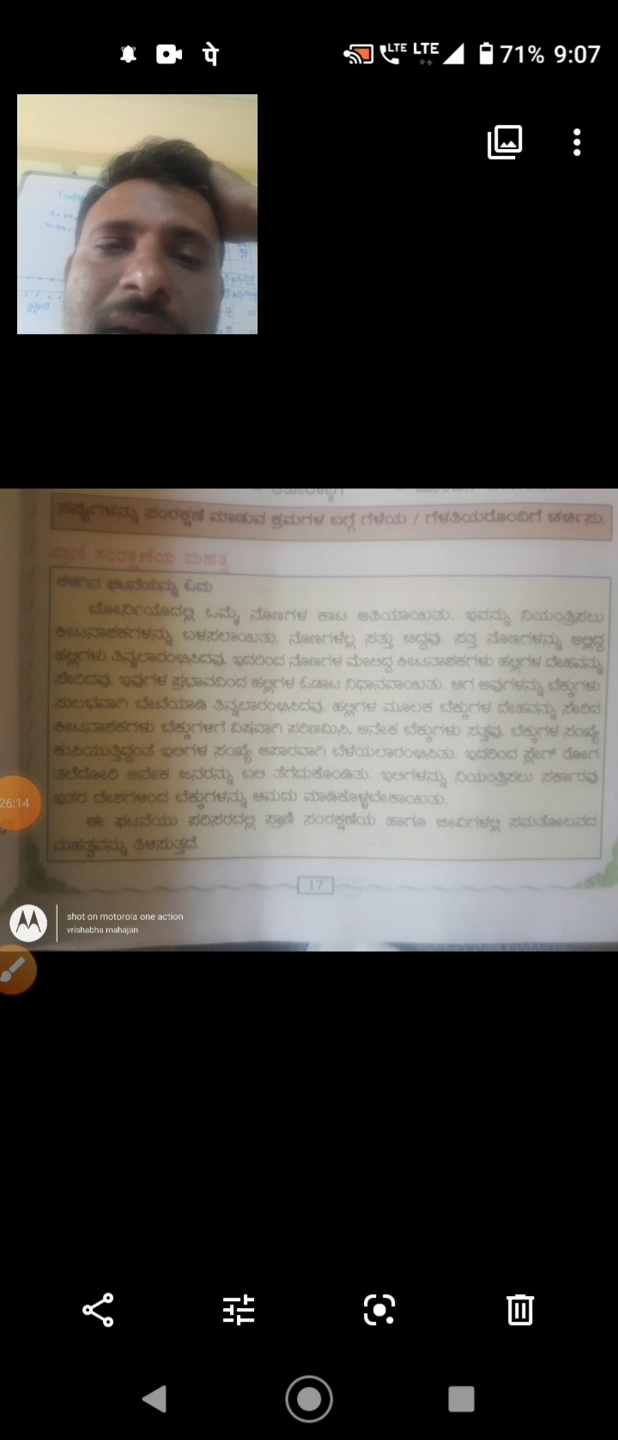 पे
LTE LTE 71% 9:07
ಸಸ್ಯಗಳನ್ನು ಸಂರಕ್ಷಣೆ ಮಾಡುವ ಕ್ರಮಗಳ ಬಗ್ಗೆ ಗೆಳೆಯ / ಗೆಳತಿಯರೊಂದಿಗೆ ಚರ್ಚಿಸು.
ಪ್ರಾಣಿ ಸಂರಕ್ಷಣೆಯ ಮಹತ್ವ
ಕೆಳಗಿನ ಘಟನೆಯನ್ನು ಓದು
ಬೋರ್ನಿಯೊದಲ್ಲಿ ಒಮ್ಮೆ ನೊಣಗಳ ಕಾಟ ಅತಿಯಾಯಿತು. ಇವನ್ನು ನಿಯಂತ್ರಿಸಲು
ಕೀಟನಾಶಕಗಳನ್ನು ಬಳಸಲಾಯಿತು. ನೊಣಗಳೆಲ್ಲ ಸತ್ತು ಬಿದ್ದವು. ಸತ್ತ ನೊಣಗಳನ್ನು ಅಲ್ಲಿದ್ದ
ಹಲ್ಲಿಗಳು ತಿನ್ನಲಾರಂಭಿಸಿದವು. ಇದರಿಂದ ನೊಣಗಳ ಮೇಲಿದ್ದ ಕೀಟನಾಶಕಗಳು ಹಲ್ಲಿಗಳ ದೇಹವನ್ನು
ಸೇರಿದವು. ಇವುಗಳ ಪ್ರಭಾವದಿಂದ ಹಲ್ಲಿಗಳ ಓಡಾಟ ನಿಧಾನವಾಯಿತು. ಆಗ ಅವುಗಳನ್ನು ಬೆಕ್ಕುಗಳು
ಸುಲಭವಾಗಿ ಬೇಟೆಯಾಡಿ ತಿನ್ನಲಾರಂಭಿಸಿದವು. ಹಲ್ಲಿಗಳ ಮೂಲಕ ಬೆಕ್ಕುಗಳ ದೇಹವನ್ನು ಸೇರಿದ
ಕೀಟನಾಶಕಗಳು ಬೆಕ್ಕುಗಳಿಗೆ ವಿಷವಾಗಿ ಪರಿಣಮಿಸಿ, ಅನೇಕ ಬೆಕ್ಕುಗಳು ಸತ್ತವು. ಬೆಕ್ಕುಗಳ ಸಂಖ್ಯೆ
ಕುಸಿಯುತ್ತಿದ್ದಂತೆ ಇಲಿಗಳ ಸಂಖ್ಯೆ ಅಪಾರವಾಗಿ ಬೆಳೆಯಲಾರಂಭಿಸಿತು. ಇದರಿಂದ ಪ್ಲೇಗ್ ರೋಗ
ತಲೆದೋರಿ ಅನೇಕ ಜನರನ್ನು ಬಲಿ ತೆಗೆದುಕೊಂಡಿತು. ಇಲಿಗಳನ್ನು ನಿಯಂತ್ರಿಸಲು ಸರ್ಕಾರವು
ಇತರ ದೇಶಗಳಿಂದ ಬೆಕ್ಕುಗಳನ್ನು ಆಮದು ಮಾಡಿಕೊಳ್ಳಬೇಕಾಯಿತು.
ಈ ಘಟನೆಯು ಪರಿಸರದಲ್ಲಿ ಪ್ರಾಣಿ ಸಂರಕ್ಷಣೆಯ ಹಾಗೂ ಜೀವಿಗಳಲ್ಲಿ ಸಮತೋಲನದ
ಮಹತ್ವವನ್ನು ತಿಳಿಸುತ್ತದೆ.
26:14
17
shot on motorola one action
vrishabha mahajan